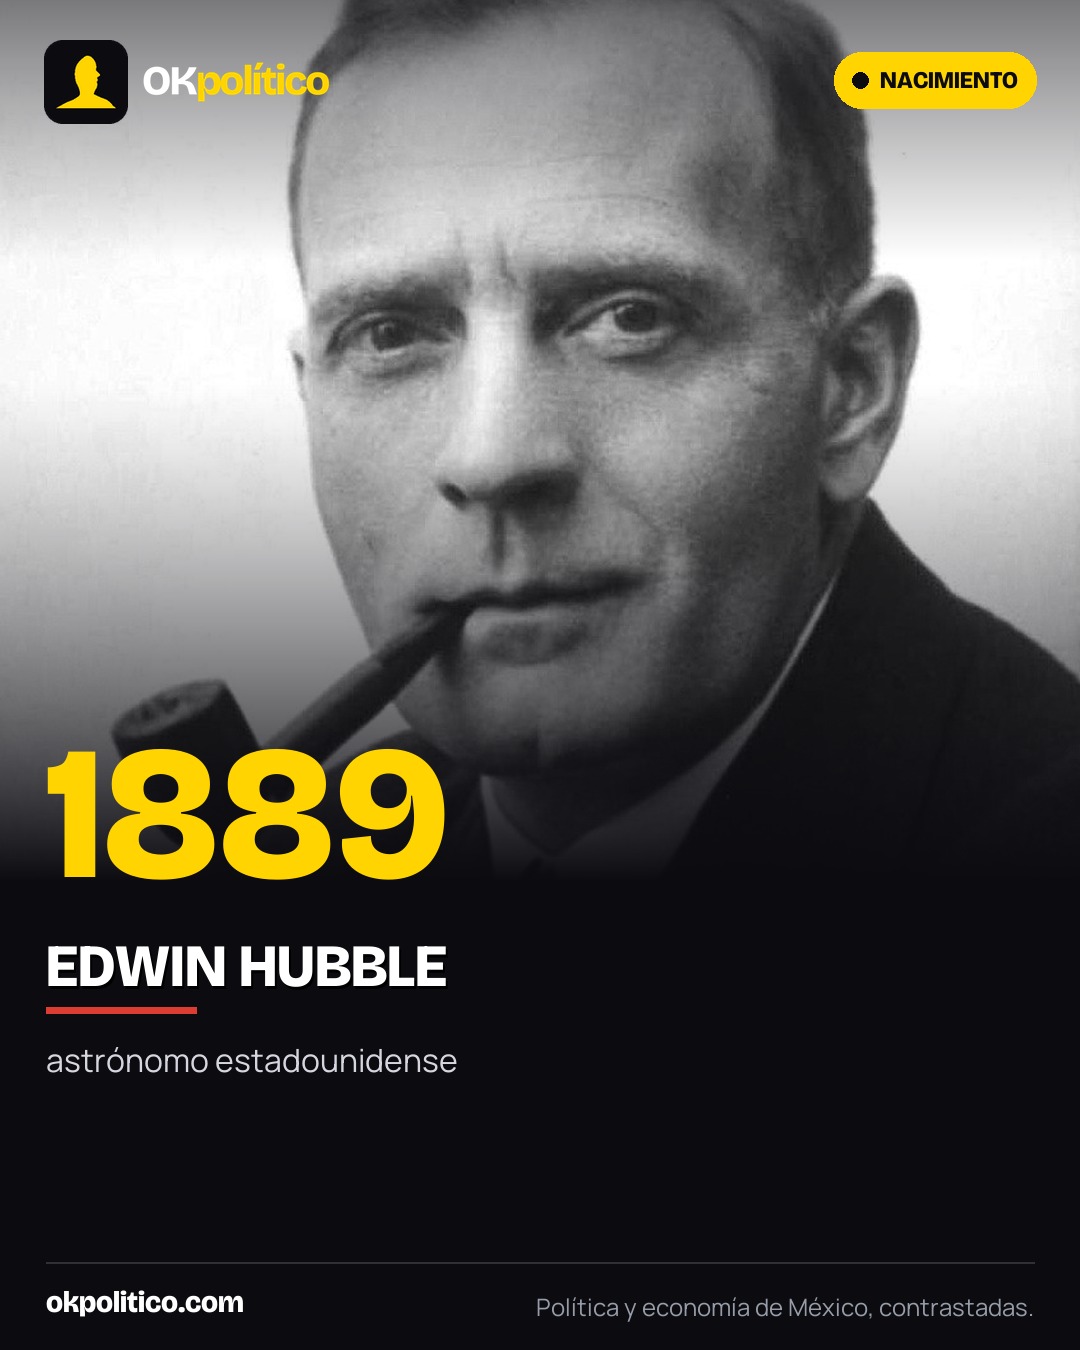 OKpolítico
NACIMIENTO
1889
EDWIN HUBBLE
astrónomo estadounidense
okpolitico.com
Política y economía de México, contrastadas.